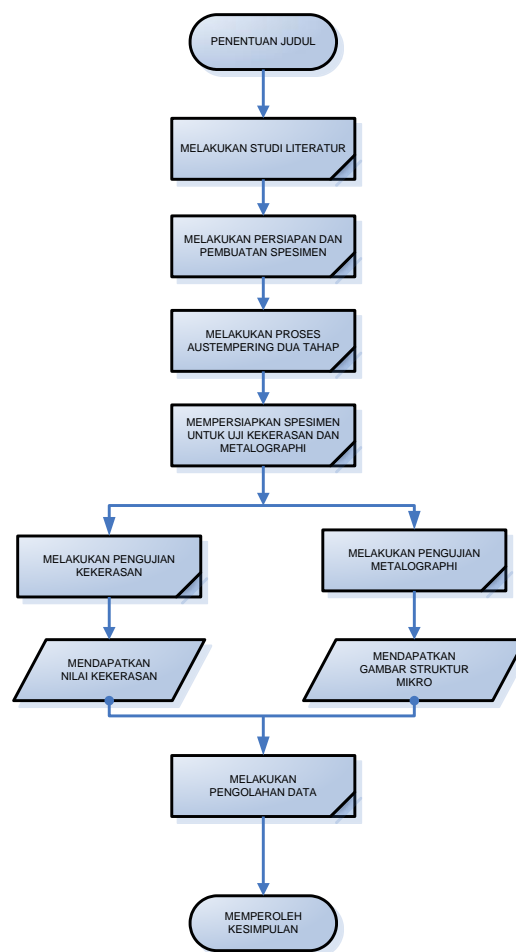 PENENTUAN JUDUL
MELAKUKAN STUDI LITERATUR
MELAKUKAN PERSIAPAN DAN
PEMBUATAN SPESIMEN
MELAKUKAN PROSES
AUSTEMPERING DUA TAHAP
MEMPERSIAPKAN SPESIMEN
UNTUK UJI KEKERASAN DAN
METALOGRAPHI
MELAKUKAN PENGUJIAN
KEKERASAN
MELAKUKAN PENGUJIAN
METALOGRAPHI
MENDAPATKAN
NILAI KEKERASAN
MENDAPATKAN
GAMBAR STRUKTUR
MIKRO
MELAKUKAN
PENGOLAHAN DATA
MEMPEROLEH
KESIMPULAN